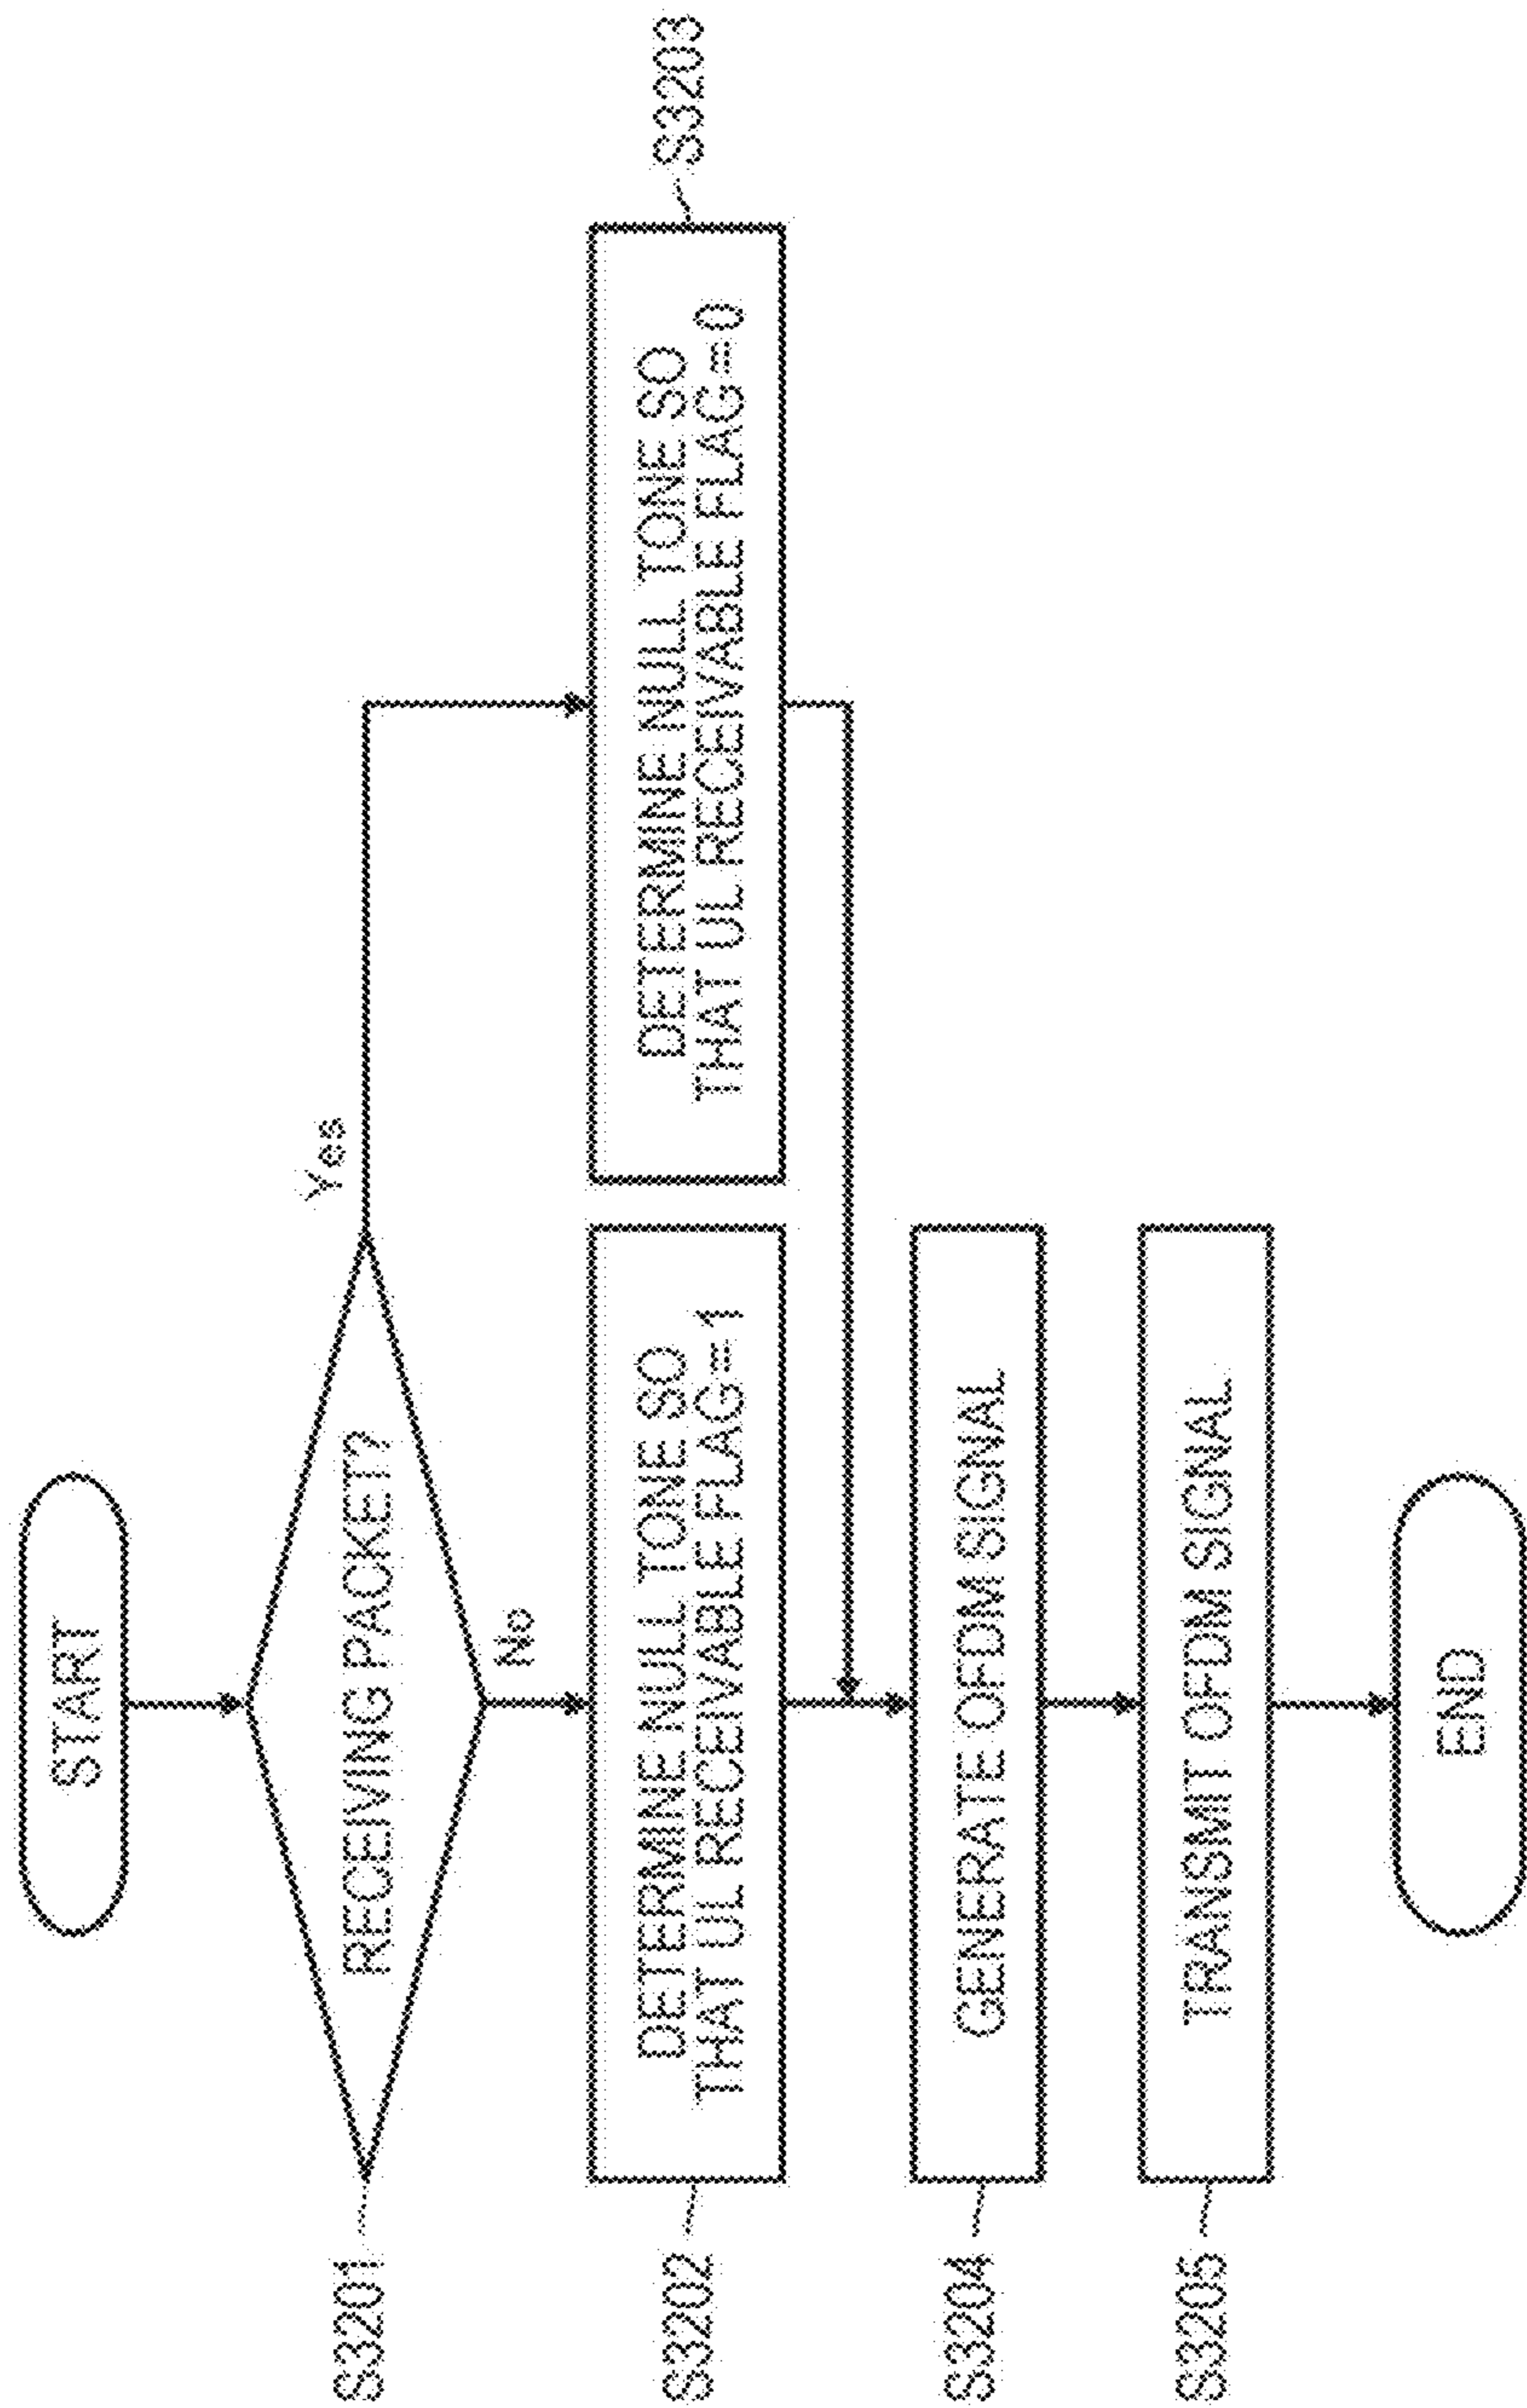 START
S3201
RECEIVING PACKET?
Yes
No
S3202
DETERMINE NULL TONE SO
THAT UL RECEIVABLE FLAG=1
DETERMINE NULL TONE SO
THAT UL RECEIVABLE FLAG=0
S3203
S3204
GENERATE OFDM SIGNAL
S3205
TRANSMIT OFDM SIGNAL
END